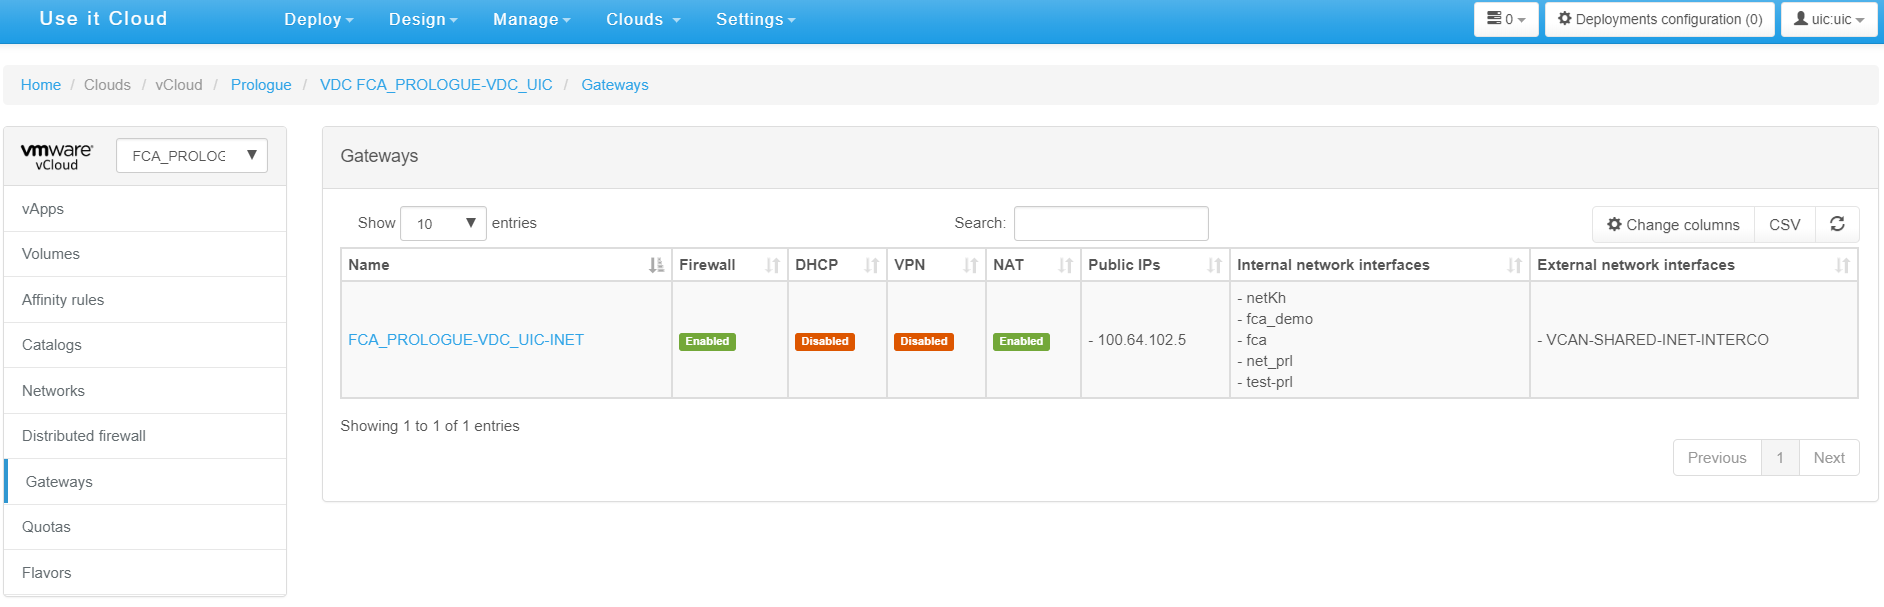 Use it Cloud Deploy Design Manage Clouds Settings 0 Deployments configuration (0) uic:uic
Home / Clouds / vCloud / Prologue / VDC FCA_PROLOGUE-VDC_UIC / Gateways
vmware vCloud
FCA_PROLOG
vApps
Volumes
Affinity rules
Catalogs
Networks
Distributed firewall
Gateways
Quotas
Flavors
Gateways
Show 10 entries Search: Change columns CSV
Name Firewall DHCP VPN NAT Public IPs Internal network interfaces External network interfaces
FCA_PROLOGUE-VDC_UIC-INET Enabled Disabled Disabled Enabled - 100.64.102.5
- netKh
- fca_demo
- fca
- net_prl
- test-prl
- VCAN-SHARED-INET-INTERCO
Showing 1 to 1 of 1 entries
Previous 1 Next